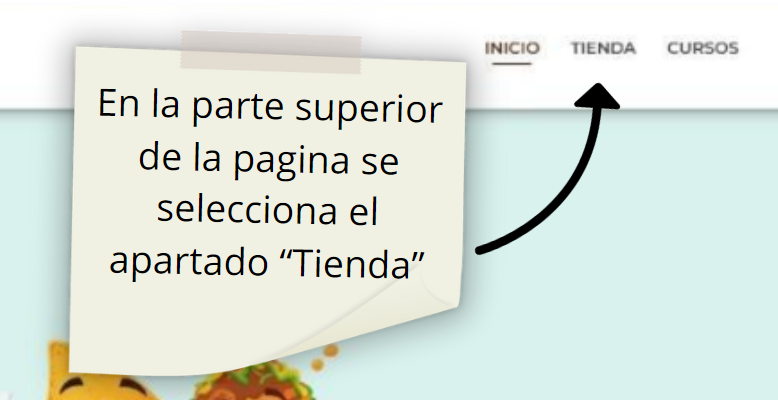 INICIO TIENDA CURSOS
En la parte superior
de la pagina se
selecciona el
apartado “Tienda”